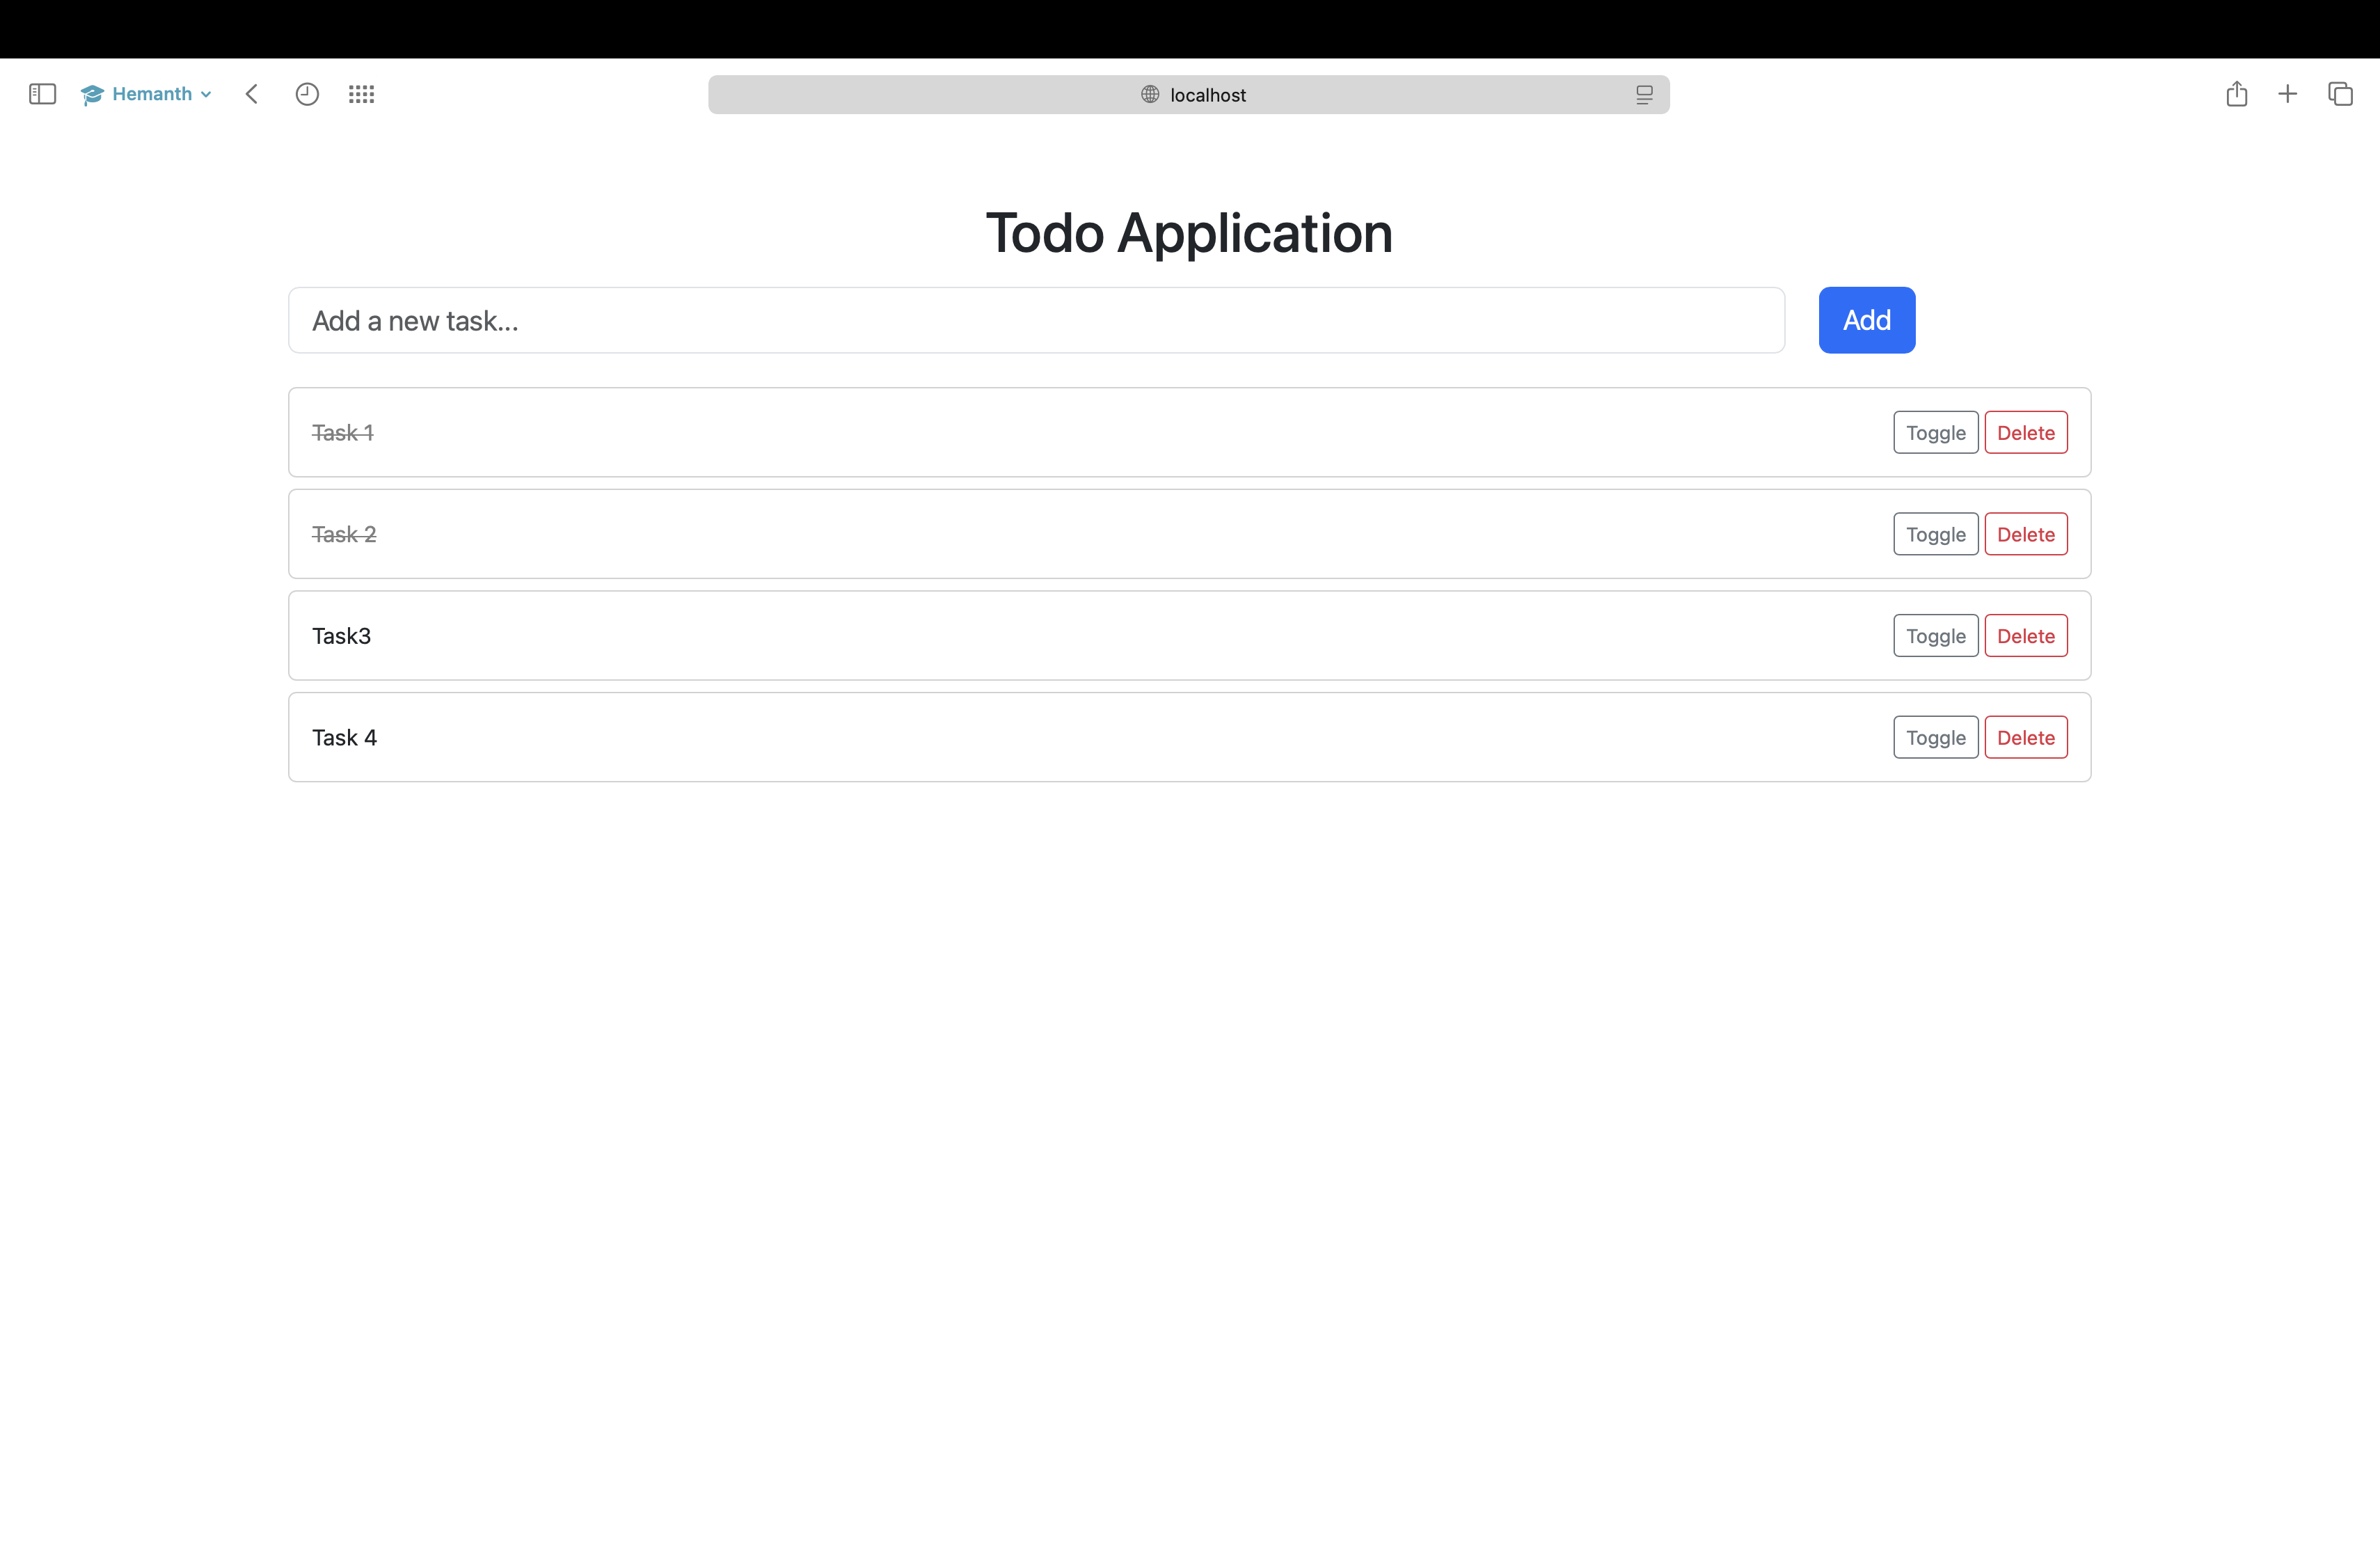 Hemanth
localhost
Todo Application
Add a new task...
Add
Task 1
Toggle
Delete
Task 2
Toggle
Delete
Task3
Toggle
Delete
Task 4
Toggle
Delete